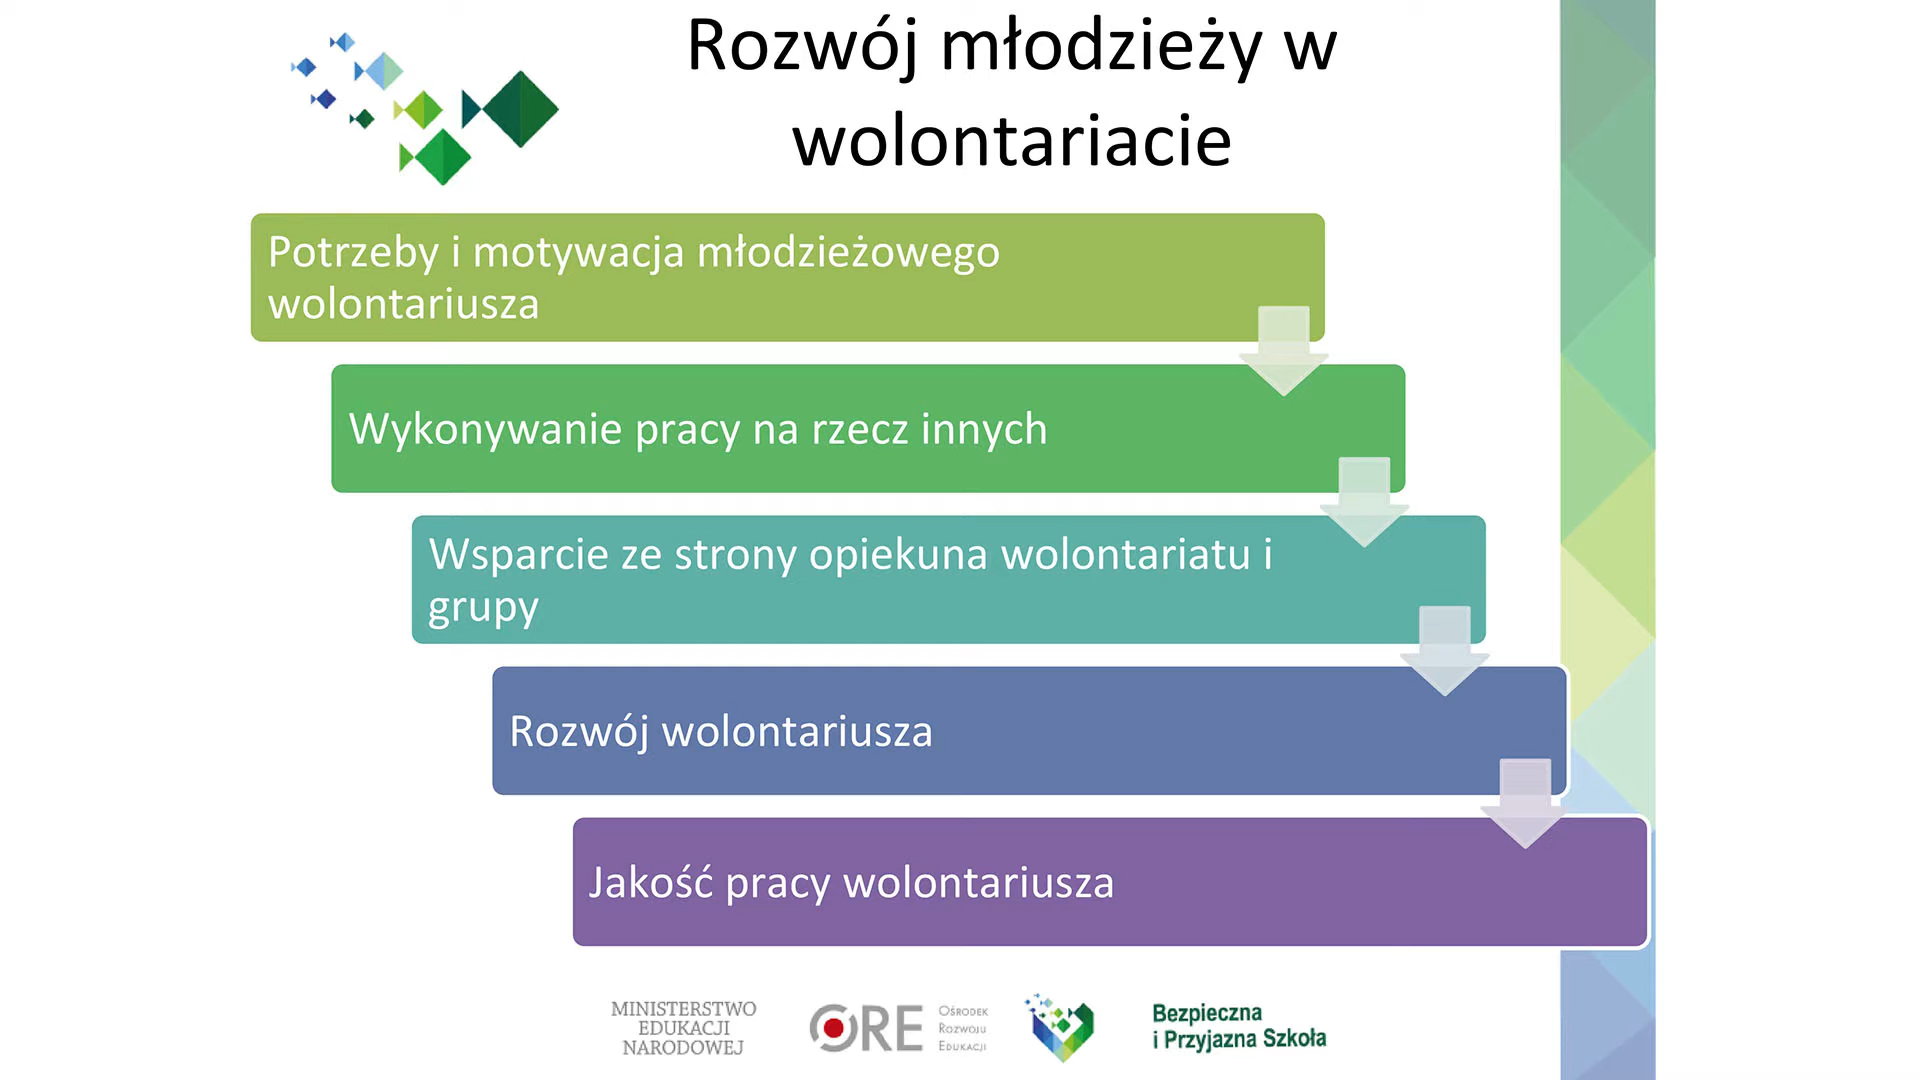 Rozwój młodzieży w
wolontariacie
Potrzeby i motywacja młodzieżowego
wolontariusza
Wykonywanie pracy na rzecz innych
Wsparcie ze strony opiekuna wolontariatu i
grupy
Rozwój wolontariusza
Jakość pracy wolontariusza
MINISTERSTWO
EDUKACJI
NARODOWEJ
ORE
OŚRODEK
ROZWOJU
EDUKACJI
Bezpieczna
i Przyjazna Szkoła